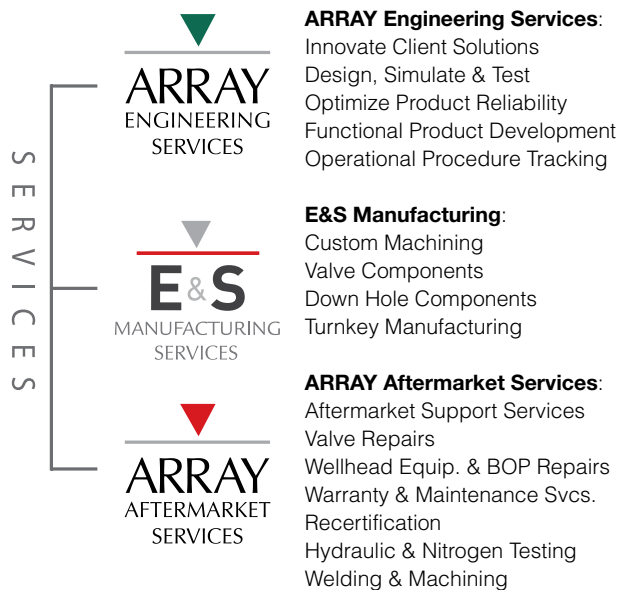 SERVICES
ARRAY
ENGINEERING
SERVICES
ARRAY Engineering Services:
Innovate Client Solutions
Design, Simulate & Test
Optimize Product Reliability
Functional Product Development
Operational Procedure Tracking
E&S
MANUFACTURING
SERVICES
E&S Manufacturing:
Custom Machining
Valve Components
Down Hole Components
Turnkey Manufacturing
ARRAY
AFTERMARKET
SERVICES
ARRAY Aftermarket Services:
Aftermarket Support Services
Valve Repairs
Wellhead Equip. & BOP Repairs
Warranty & Maintenance Svcs.
Recertification
Hydraulic & Nitrogen Testing
Welding & Machining